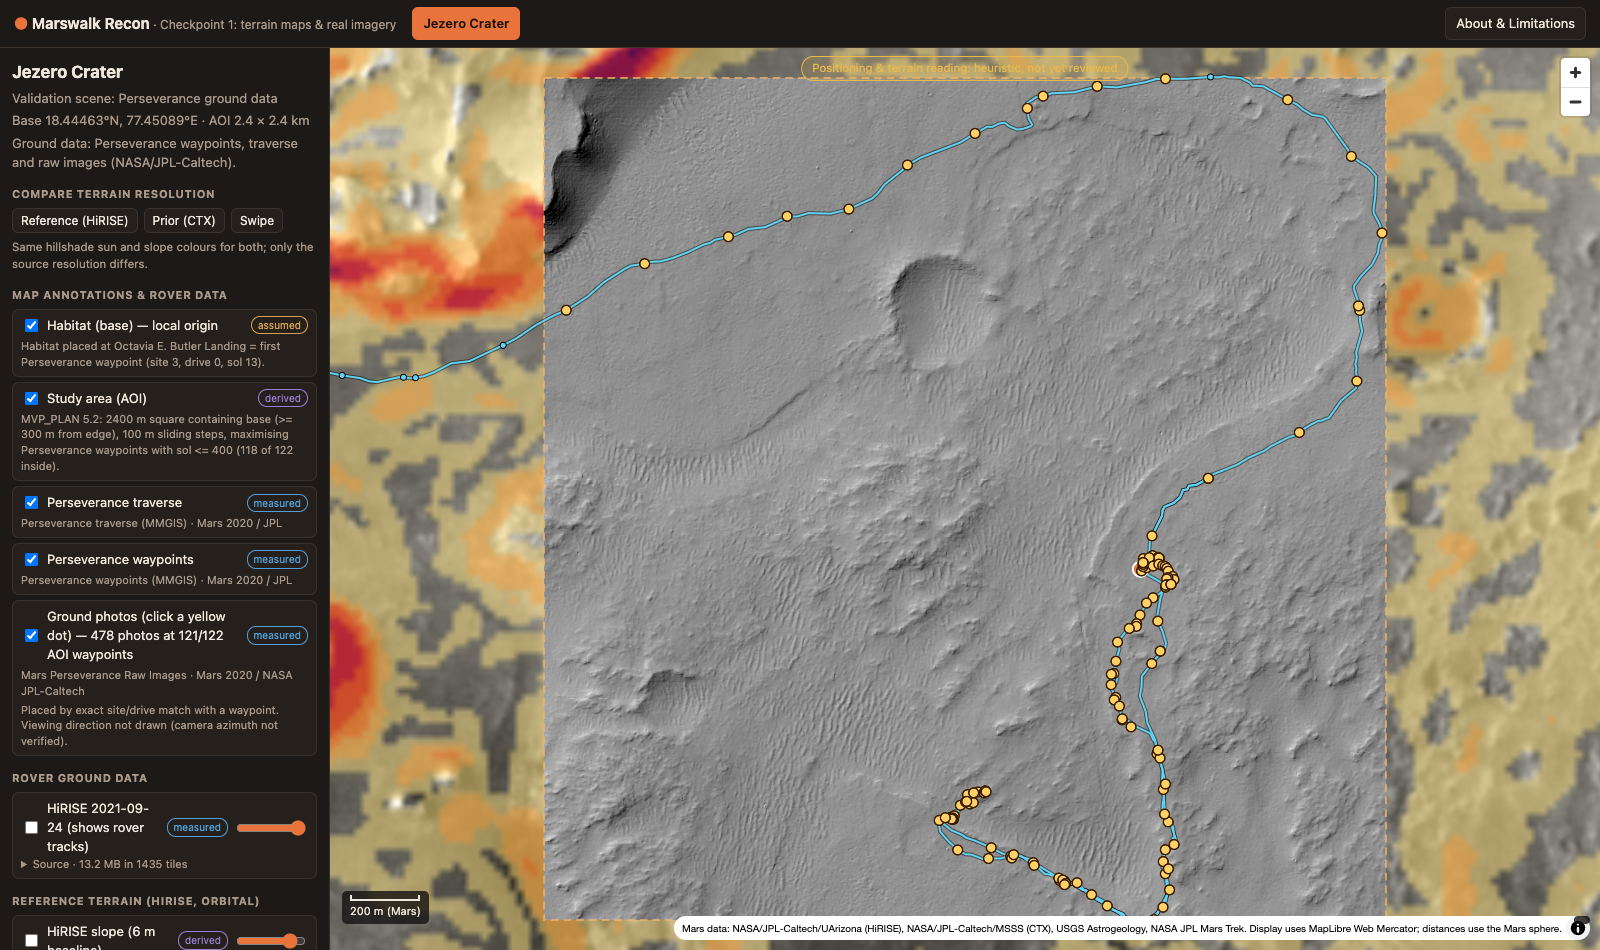 Marswalk Recon · Checkpoint 1: terrain maps & real imagery
Jezero Crater
About & Limitations
Jezero Crater
Validation scene: Perseverance ground data
Base 18.44463°N, 77.45089°E · AOI 2.4 × 2.4 km
Ground data: Perseverance waypoints, traverse
and raw images (NASA/JPL-Caltech).
COMPARE TERRAIN RESOLUTION
Reference (HiRISE)
Prior (CTX)
Swipe
Same hillshade sun and slope colours for both; only the
source resolution differs.
MAP ANNOTATIONS & ROVER DATA
Habitat (base) — local origin
assumed
Habitat placed at Octavia E. Butler Landing = first
Perseverance waypoint (site 3, drive 0, sol 13).
Study area (AOI)
derived
MVP_PLAN 5.2: 2400 m square containing base (>=
300 m from edge), 100 m sliding steps, maximising
Perseverance waypoints with sol <= 400 (118 of 122
inside).
Perseverance traverse
measured
Perseverance traverse (MMGIS) · Mars 2020 / JPL
Perseverance waypoints
measured
Perseverance waypoints (MMGIS) · Mars 2020 / JPL
Ground photos (click a yellow
dot) — 478 photos at 121/122
AOI waypoints
measured
Mars Perseverance Raw Images · Mars 2020 / NASA
JPL-Caltech
Placed by exact site/drive match with a waypoint.
Viewing direction not drawn (camera azimuth not
verified).
ROVER GROUND DATA
HiRISE 2021-09-
24 (shows rover
tracks)
measured
▸ Source · 13.2 MB in 1435 tiles
REFERENCE TERRAIN (HIRISE, ORBITAL)
HiRISE slope (6 m
baseline)
derived
Positioning & terrain reading: heuristic, not yet reviewed
+
−
200 m (Mars)
Mars data: NASA/JPL-Caltech/UArizona (HiRISE), NASA/JPL-Caltech/MSSS (CTX), USGS Astrogeology, NASA JPL Mars Trek. Display uses MapLibre Web Mercator; distances use the Mars sphere.